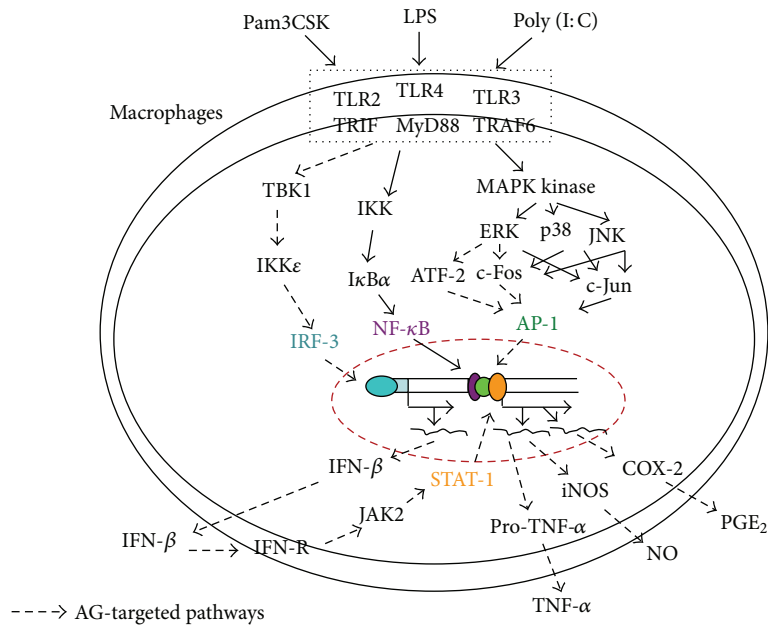 Pam3CSK
LPS
Poly (I: C)
Macrophages
TLR2
TLR4
TLR3
TRIF
MyD88
TRAF6
TBK1
IKK
MAPK kinase
ERK
p38
JNK
IKKε
IκBα
ATF-2
c-Fos
c-Jun
IRF-3
NF-κB
AP-1
IFN-β
STAT-1
COX-2
iNOS
JAK2
Pro-TNF-α
PGE₂
IFN-β
IFN-R
NO
TNF-α
AG-targeted pathways